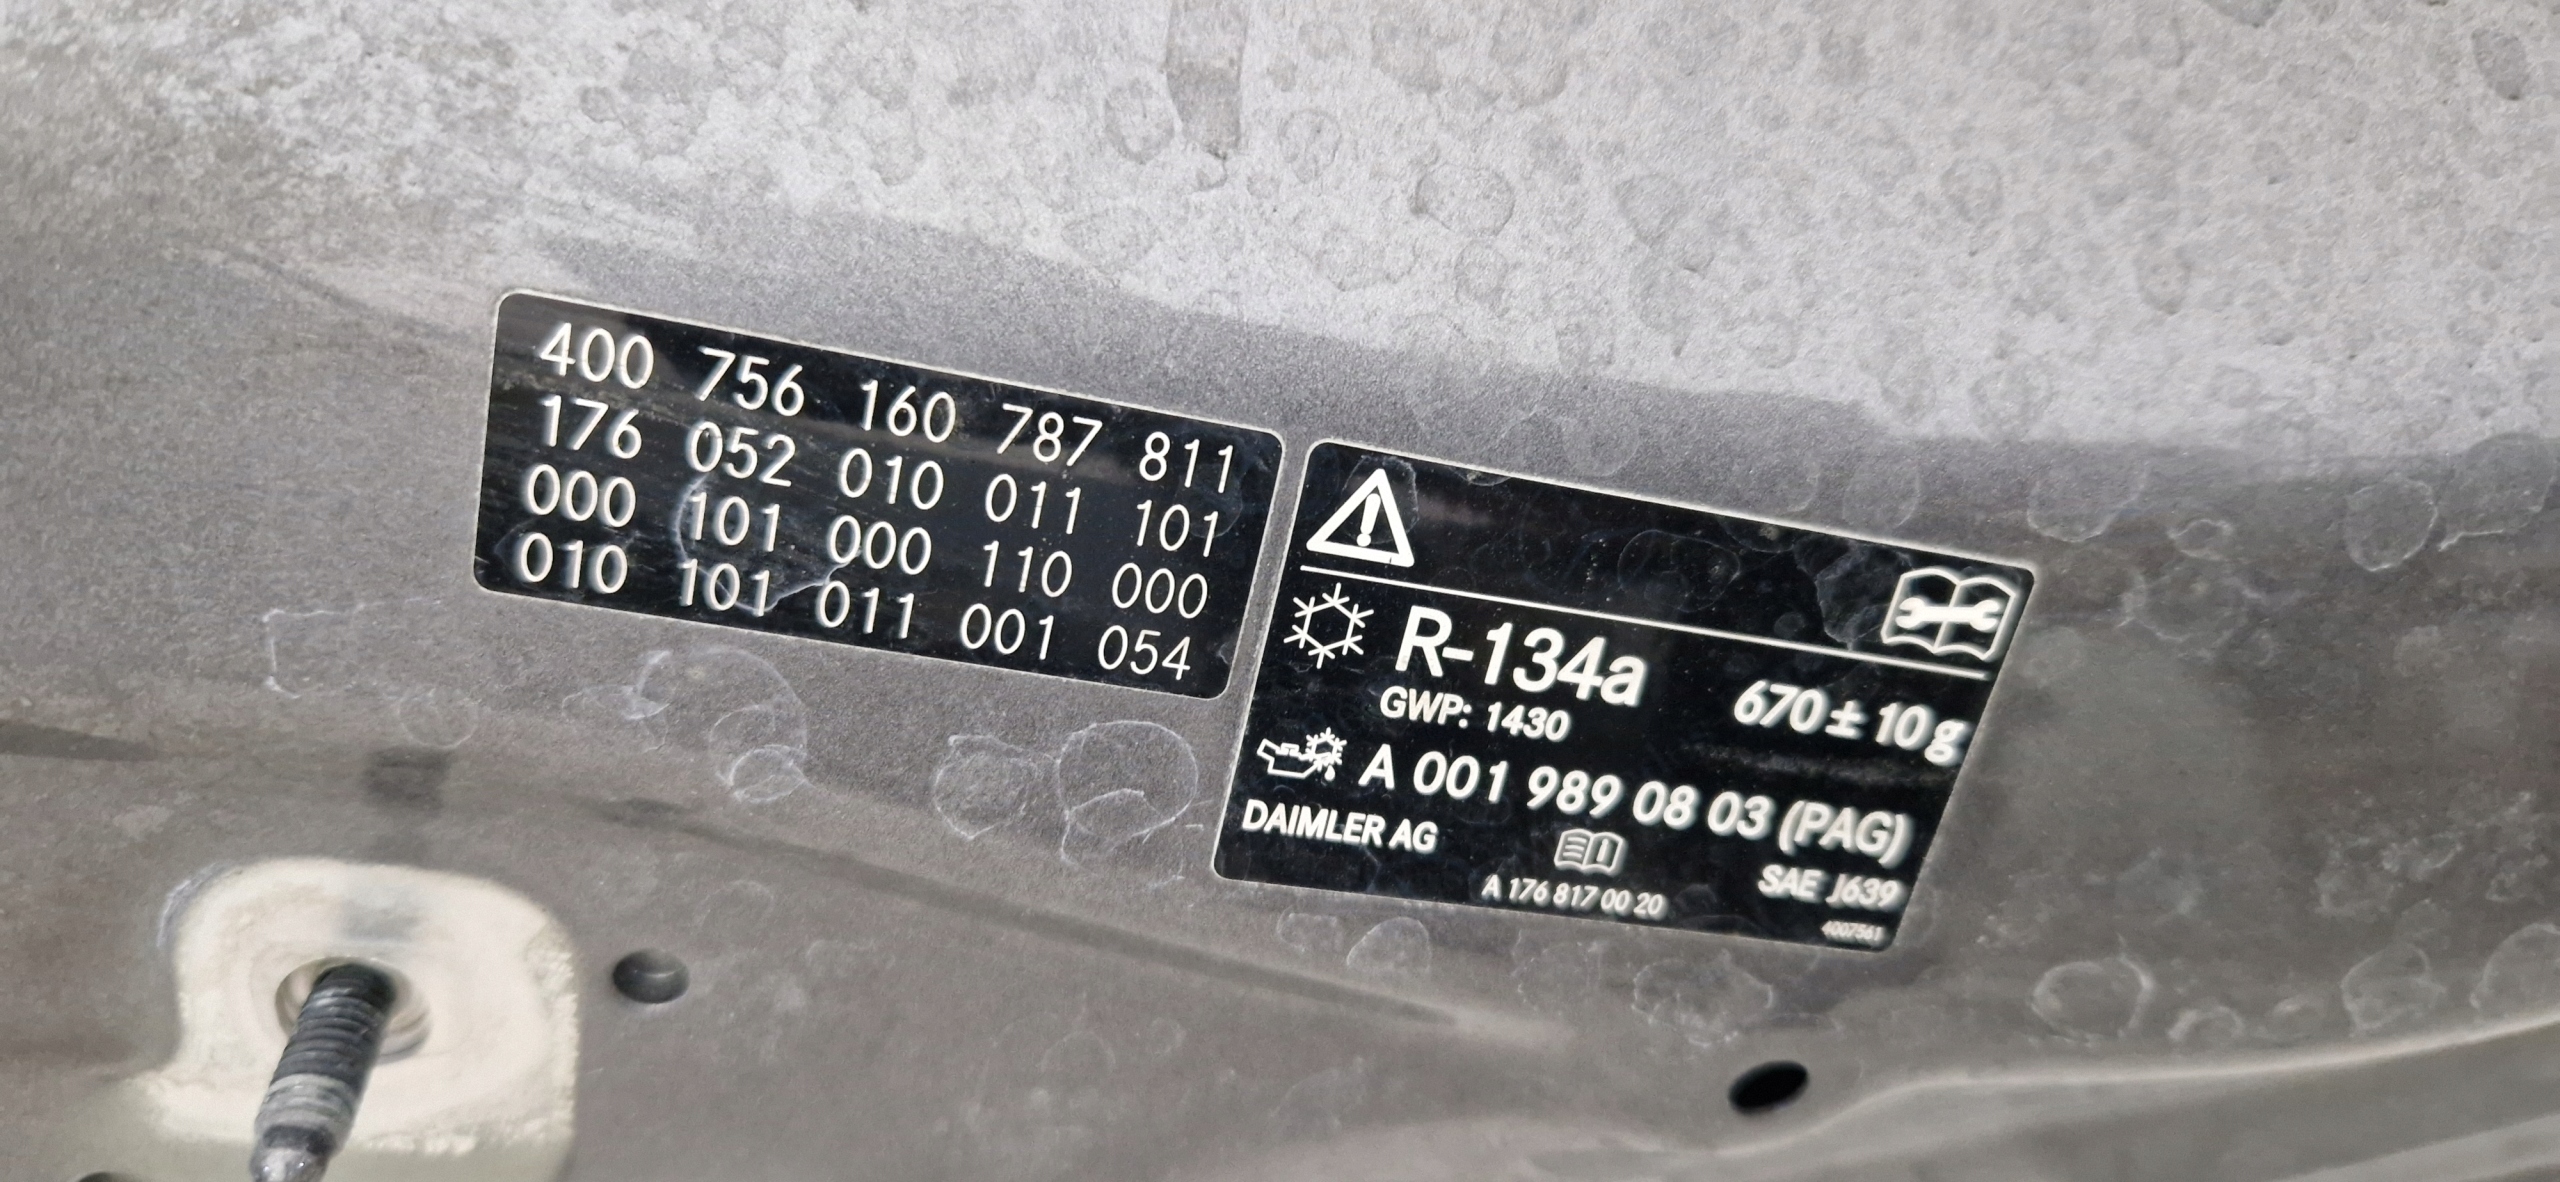 400 756 160 787 811
176 052 010 011 101
000 101 000 110 000
010 101 011 001 054
R-134a 670 ± 10 g
GWP: 1430
A 001 989 08 03 (PAG)
DAIMLER AG
SAE J639
A 176 817 00 20
4007561